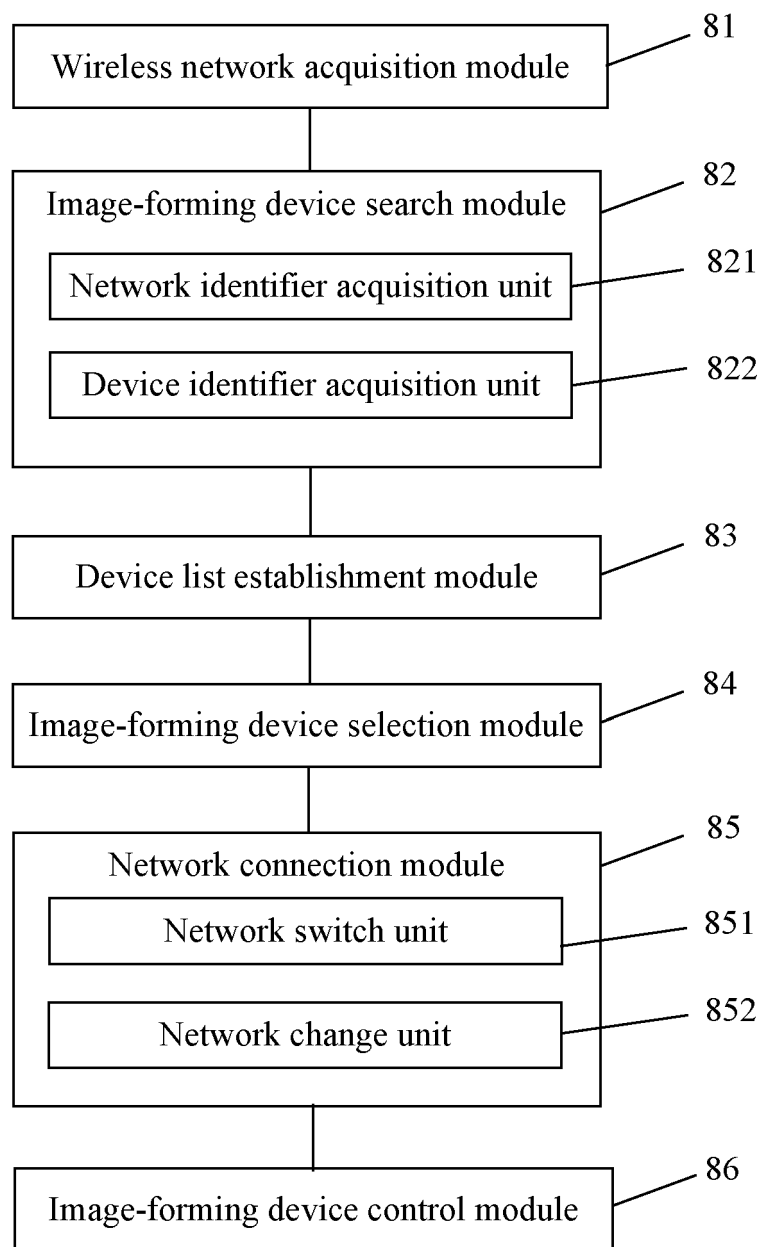 81
Wireless network acquisition module
82
Image-forming device search module
821
Network identifier acquisition unit
822
Device identifier acquisition unit
83
Device list establishment module
84
Image-forming device selection module
85
Network connection module
851
Network switch unit
852
Network change unit
86
Image-forming device control module